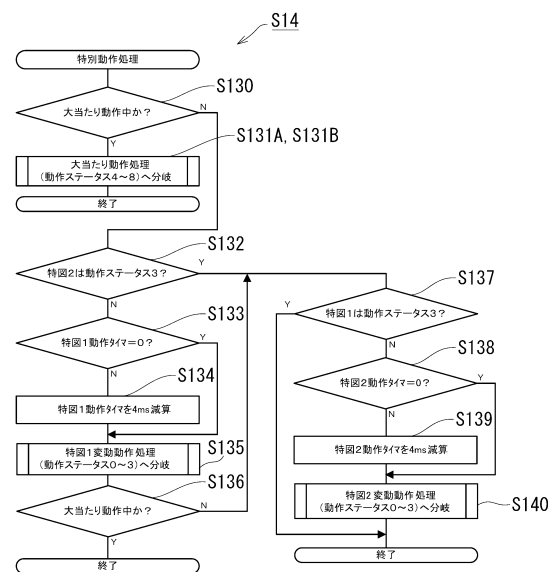 S14
特別動作処理
S130
大当たり動作中か？
N
Y
S131A, S131B
大当たり動作処理
(動作ステータス4～8)へ分岐
終了
S132
特図2は動作ステータス3？
Y
N
S133
特図1動作タイマ=0？
Y
N
S134
特図1動作タイマを4ms減算
S135
特図1変動動作処理
(動作ステータス0～3)へ分岐
S136
大当たり動作中か？
N
Y
終了
S137
Y
特図1は動作ステータス3？
N
S138
特図2動作タイマ=0？
Y
N
S139
特図2動作タイマを4ms減算
特図2変動動作処理
(動作ステータス0～3)へ分岐
S140
終了